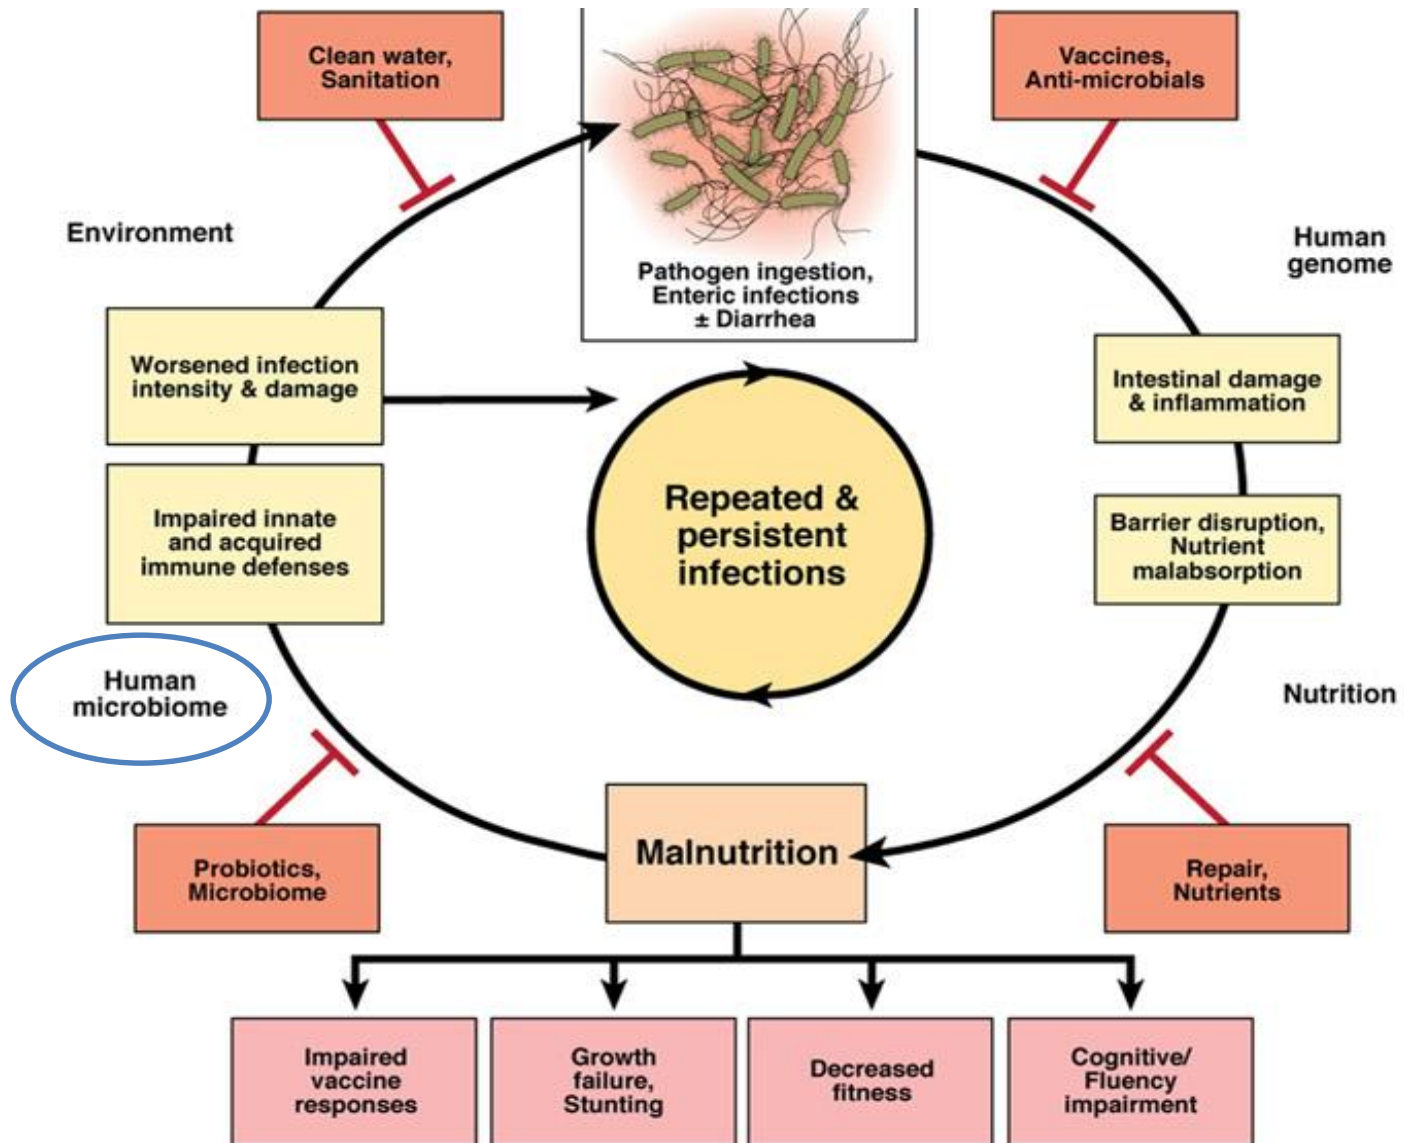 Clean water,
Sanitation
Vaccines,
Anti-microbials
Environment
Human
genome
Pathogen ingestion,
Enteric infections
± Diarrhea
Worsened infection
intensity & damage
Intestinal damage
& inflammation
Repeated &
persistent
infections
Impaired innate
and acquired
immune defenses
Barrier disruption,
Nutrient
malabsorption
Human
microbiome
Nutrition
Malnutrition
Probiotics,
Microbiome
Repair,
Nutrients
Impaired
vaccine
responses
Growth
failure,
Stunting
Decreased
fitness
Cognitive/
Fluency
impairment